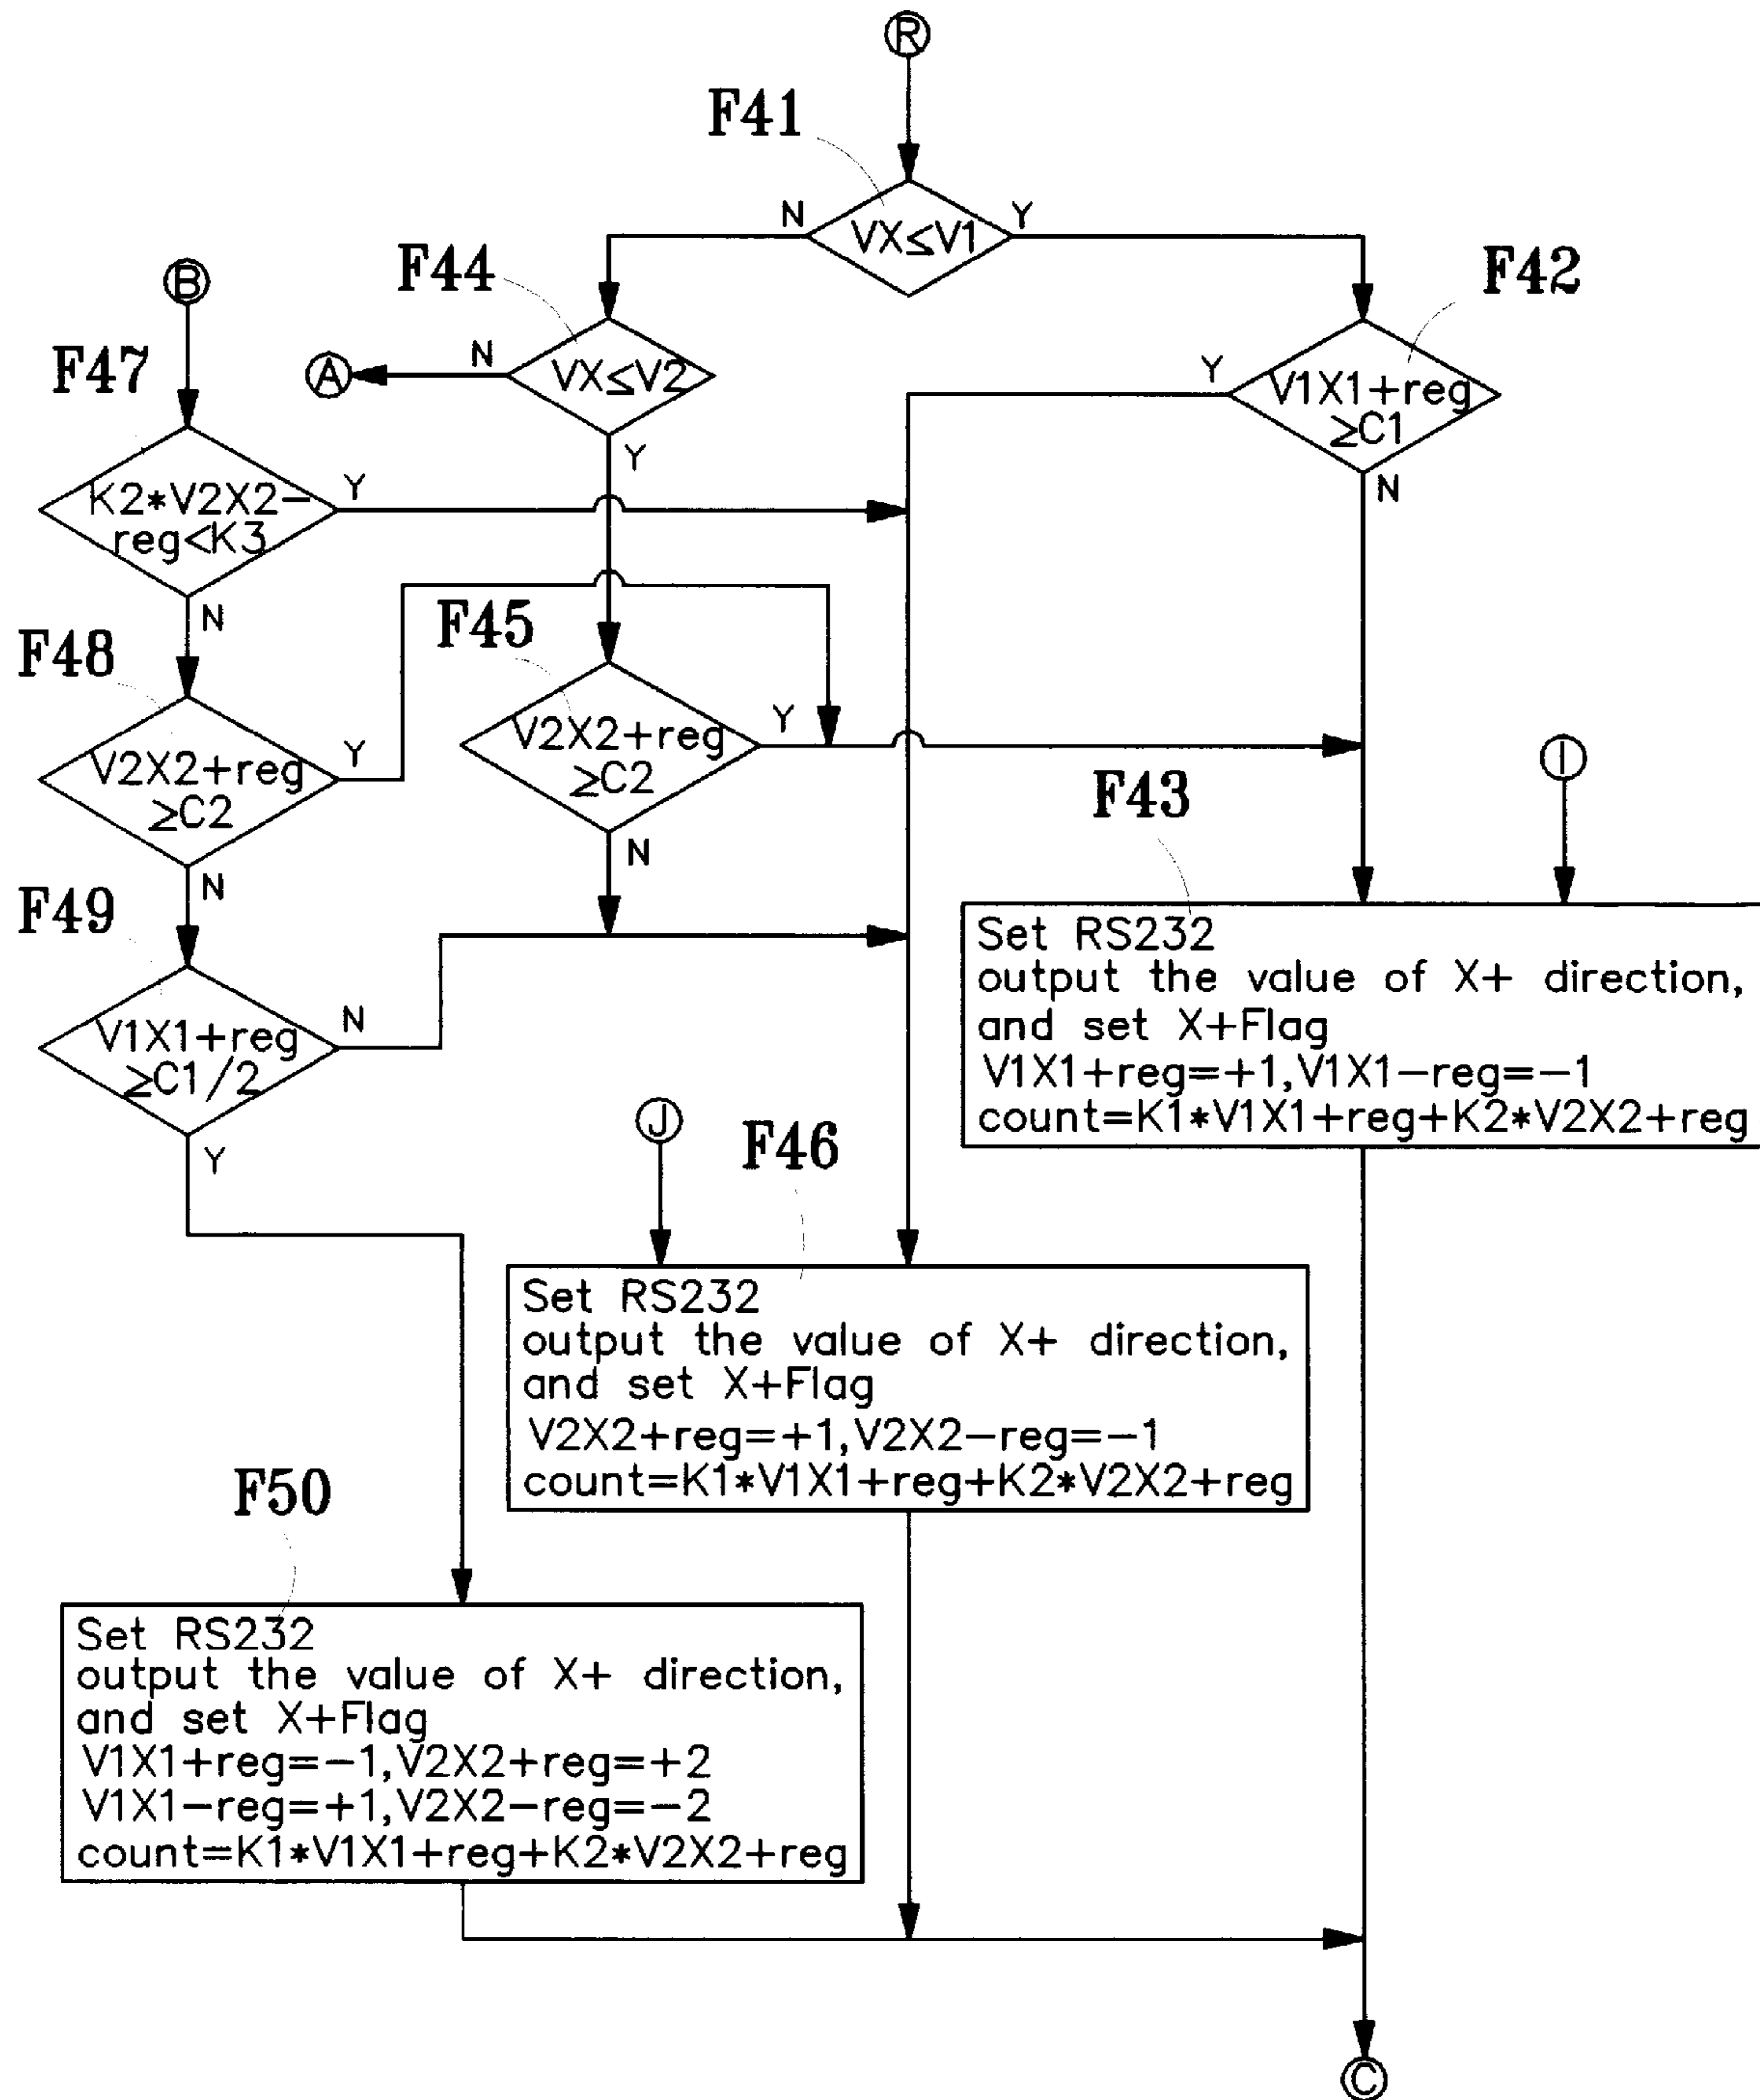 R
F41
N
VX≤V1
Y
F44
F42
B
N
VX≤V2
A
Y
Y
V1X1+reg
≥C1
N
F47
K2*V2X2-
reg<K3
Y
N
F48
V2X2+reg
≥C2
Y
N
F45
V2X2+reg
≥C2
Y
N
F49
V1X1+reg
≥C1/2
N
Y
I
F43
Set RS232
output the value of X+ direction,
and set X+Flag
V1X1+reg=+1,V1X1-reg=-1
count=K1*V1X1+reg+K2*V2X2+reg
J
F46
Set RS232
output the value of X+ direction,
and set X+Flag
V2X2+reg=+1,V2X2-reg=-1
count=K1*V1X1+reg+K2*V2X2+reg
F50
Set RS232
output the value of X+ direction,
and set X+Flag
V1X1+reg=-1,V2X2+reg=+2
V1X1-reg=+1,V2X2-reg=-2
count=K1*V1X1+reg+K2*V2X2+reg
C